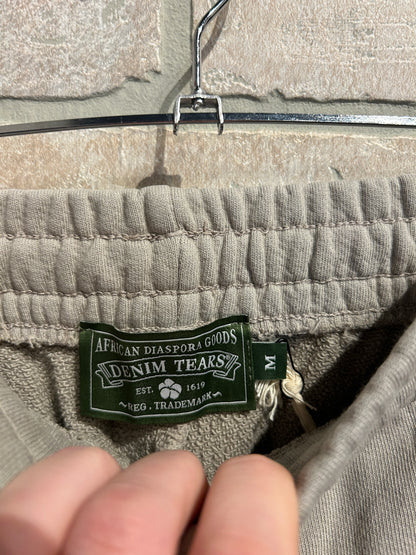 AFRICAN DIASPORA GOODS
DENIM TEARS®
EST. 1619
~REG. TRADEMARK~
M